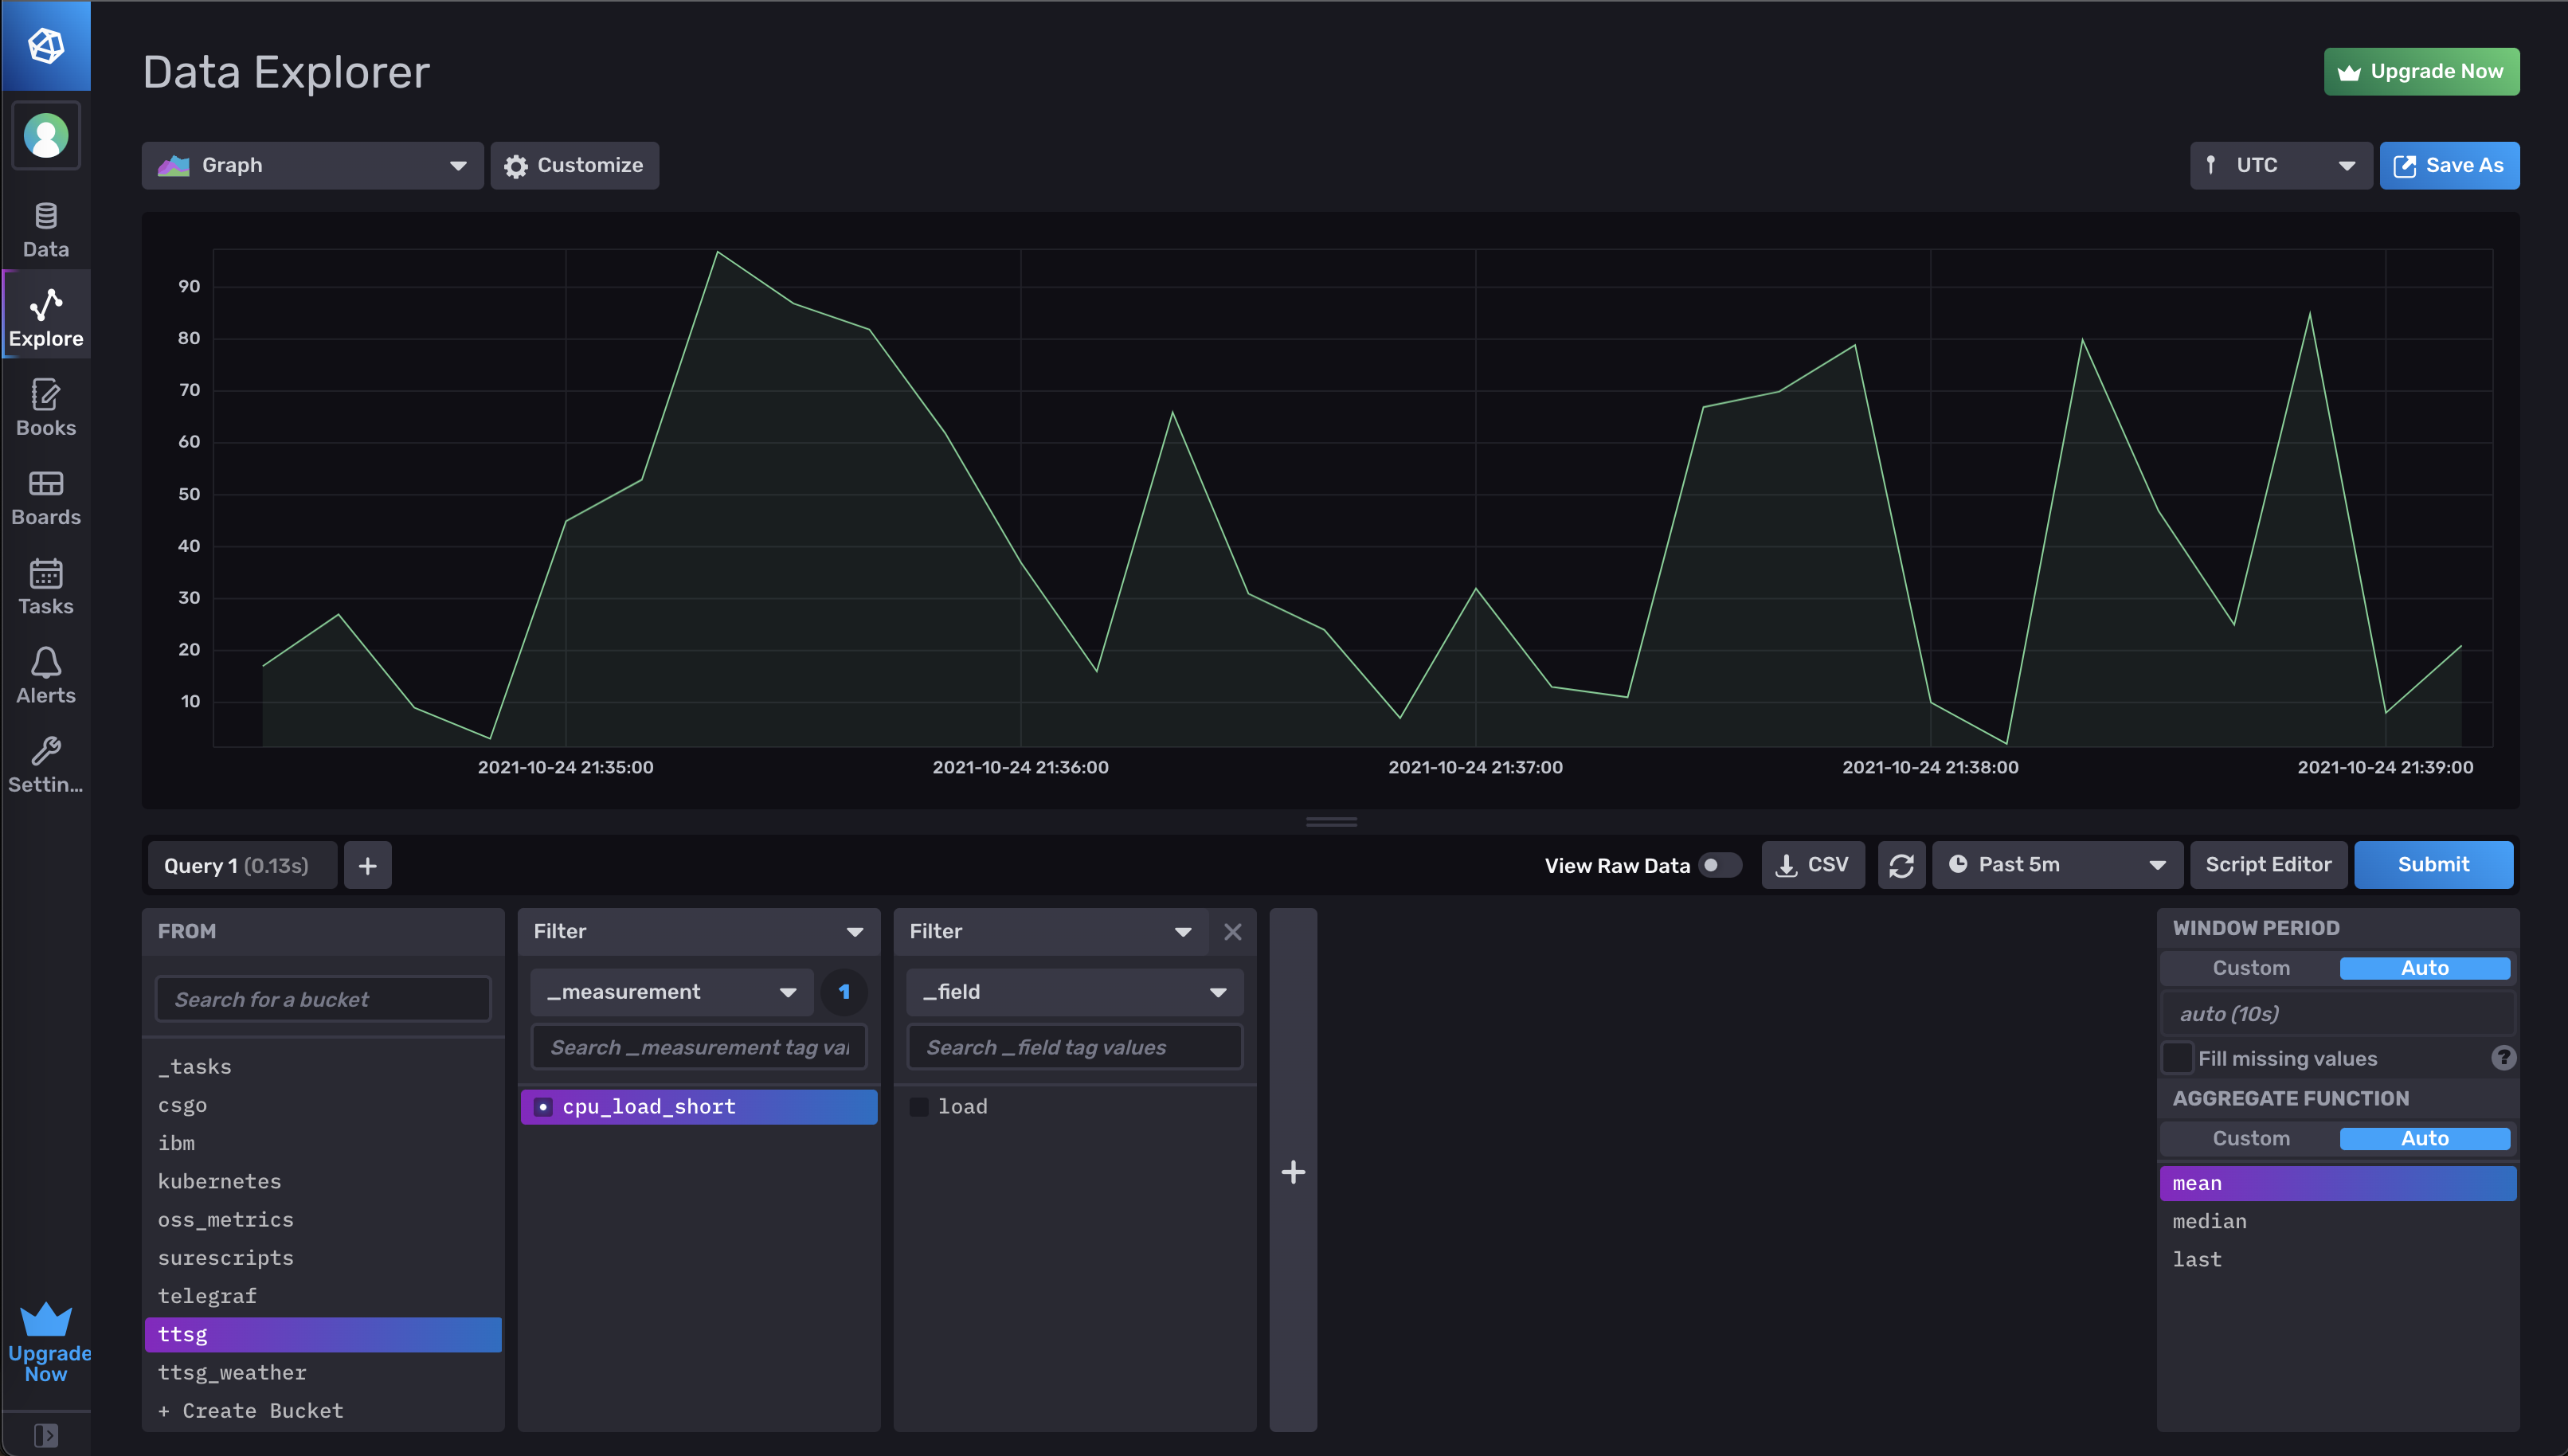 Data Explorer
Upgrade Now
Graph
Customize
UTC
Save As
Data
Explore
Books
Boards
Tasks
Alerts
Settin...
Upgrade
Now
90
80
70
60
50
40
30
20
10
2021-10-24 21:35:00
2021-10-24 21:36:00
2021-10-24 21:37:00
2021-10-24 21:38:00
2021-10-24 21:39:00
Query 1 (0.13s)
+
View Raw Data
CSV
Past 5m
Script Editor
Submit
FROM
Search for a bucket
_tasks
csgo
ibm
kubernetes
oss_metrics
surescripts
telegraf
ttsg
ttsg_weather
+ Create Bucket
Filter
_measurement
1
Search _measurement tag val
cpu_load_short
Filter
_field
Search _field tag values
load
+
WINDOW PERIOD
Custom
Auto
auto (10s)
Fill missing values
?
AGGREGATE FUNCTION
Custom
Auto
mean
median
last